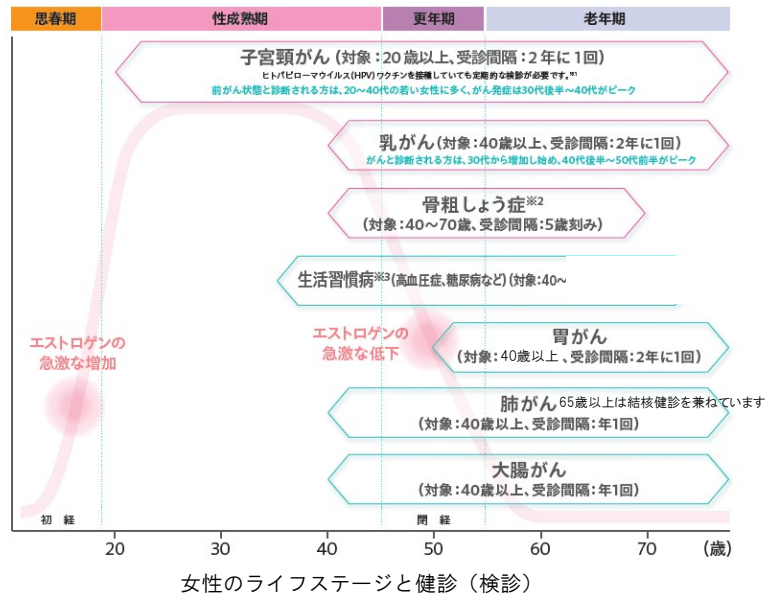 思春期 性成熟期 更年期 老年期
子宮頸がん(対象:20歳以上、受診間隔:2年に1回)
ヒトパピローマウイルス(HPV)ワクチンを接種していても定期的な検診が必要です。※1
前がん状態と診断される方は、20~40代の若い女性に多く、がん発症は30代後半~40代がピーク
乳がん(対象:40歳以上、受診間隔:2年に1回)
がんと診断される方は、30代から増加し始め、40代後半~50代前半がピーク
骨粗しょう症※2
(対象:40~70歳、受診間隔:5歳刻み)
生活習慣病※3(高血圧症、糖尿病など)(対象:40~
エストロゲンの
急激な増加
エストロゲンの
急激な低下
胃がん
(対象:40歳以上、受診間隔:2年に1回)
肺がん 65歳以上は結核健診を兼ねています
(対象:40歳以上、受診間隔:年1回)
大腸がん
(対象:40歳以上、受診間隔:年1回)
初 経 閉 経
20 30 40 50 60 70 (歳)
女性のライフステージと健診(検診)